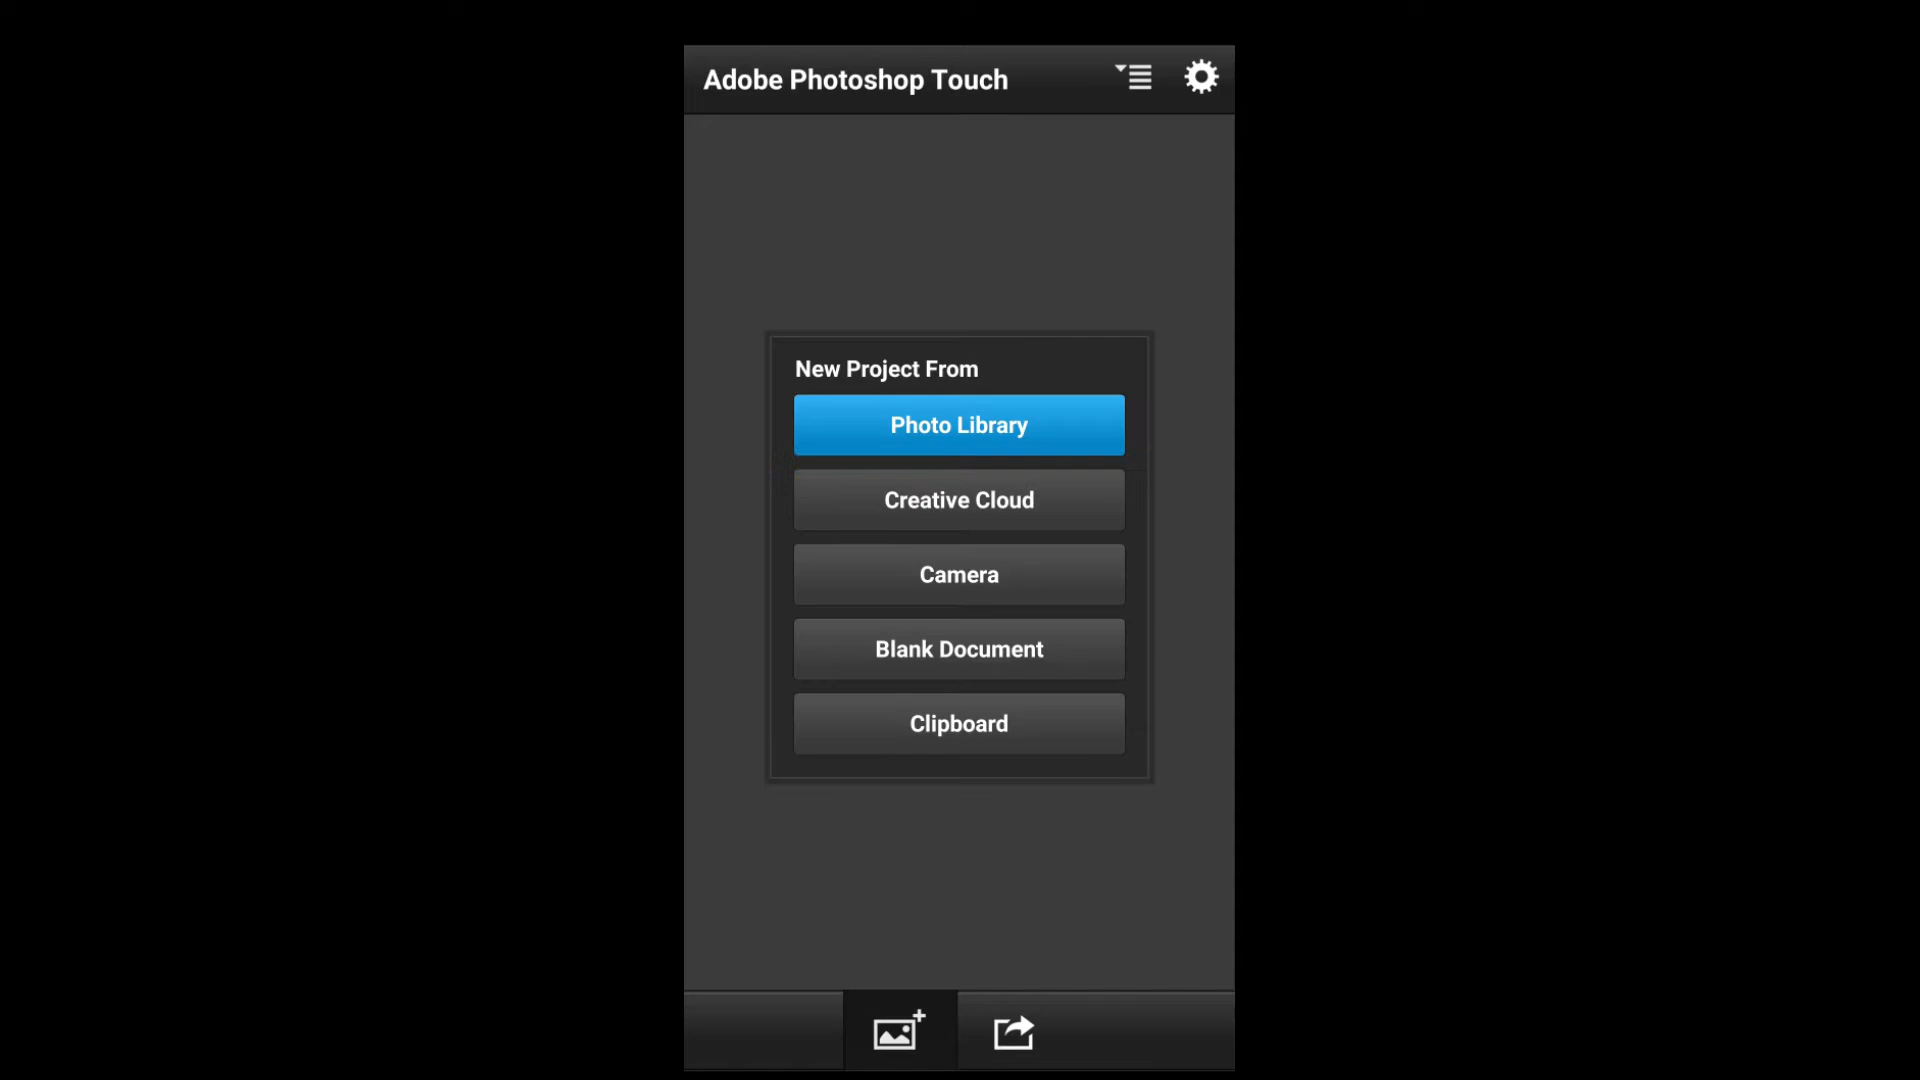 Adobe Photoshop Touch
New Project From
Photo Library
Creative Cloud
Camera
Blank Document
Clipboard